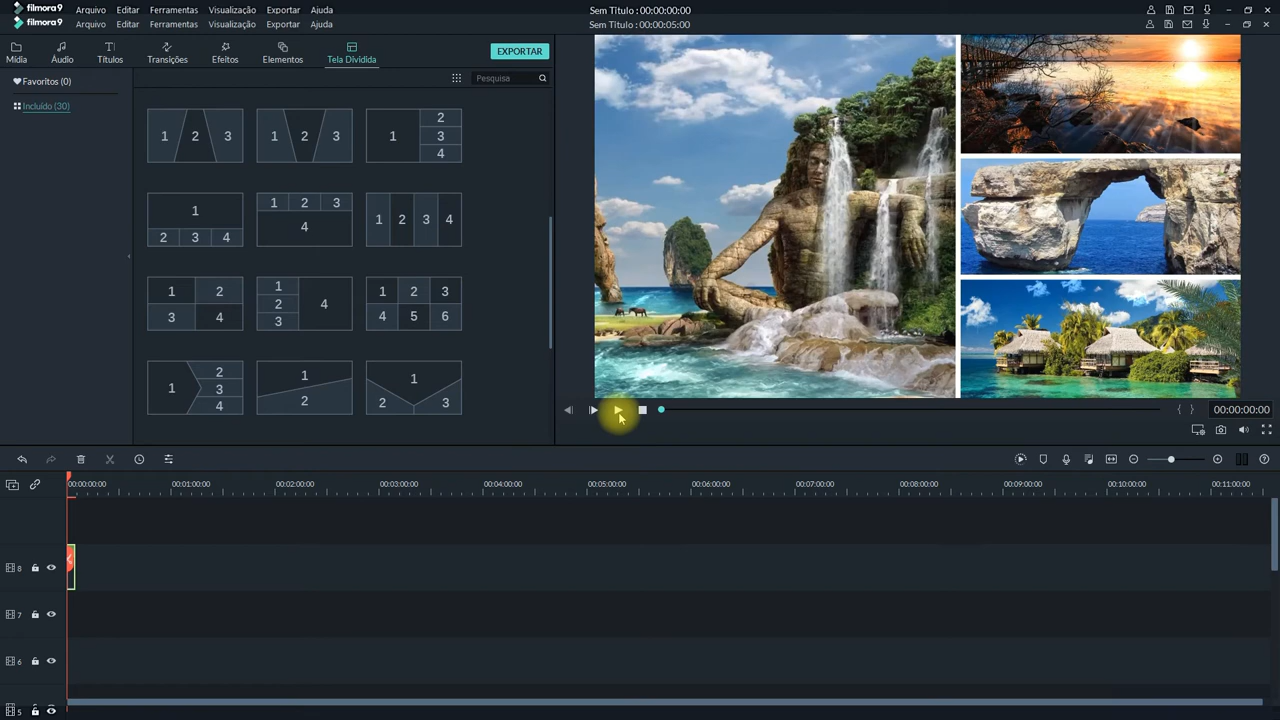 filmora9 Arquivo Editar Ferramentas Visualização Exportar Ajuda Sem Título : 00:00:00:00
filmora9 Arquivo Editar Ferramentas Visualização Exportar Ajuda Sem Título : 00:00:05:00
Mídia Áudio Títulos Transições Efeitos Elementos Tela Dividida EXPORTAR
Favoritos (0)
Pesquisa
Incluído (30)
1 2 3
1 2 3
1 2 3 4
1 2 3 4
1 2 3 4
1 2 3 4
1 2 3 4
1 2 3 4
1 2 3 4 5 6
1 2 3 4
1 2
1 2 3
{ } 00:00:00:00
00:00:00:00 00:01:00:00 00:02:00:00 00:03:00:00 00:04:00:00 00:05:00:00 00:06:00:00 00:07:00:00 00:08:00:00 00:09:00:00 00:10:00:00 00:11:00:00
8
7
6
5